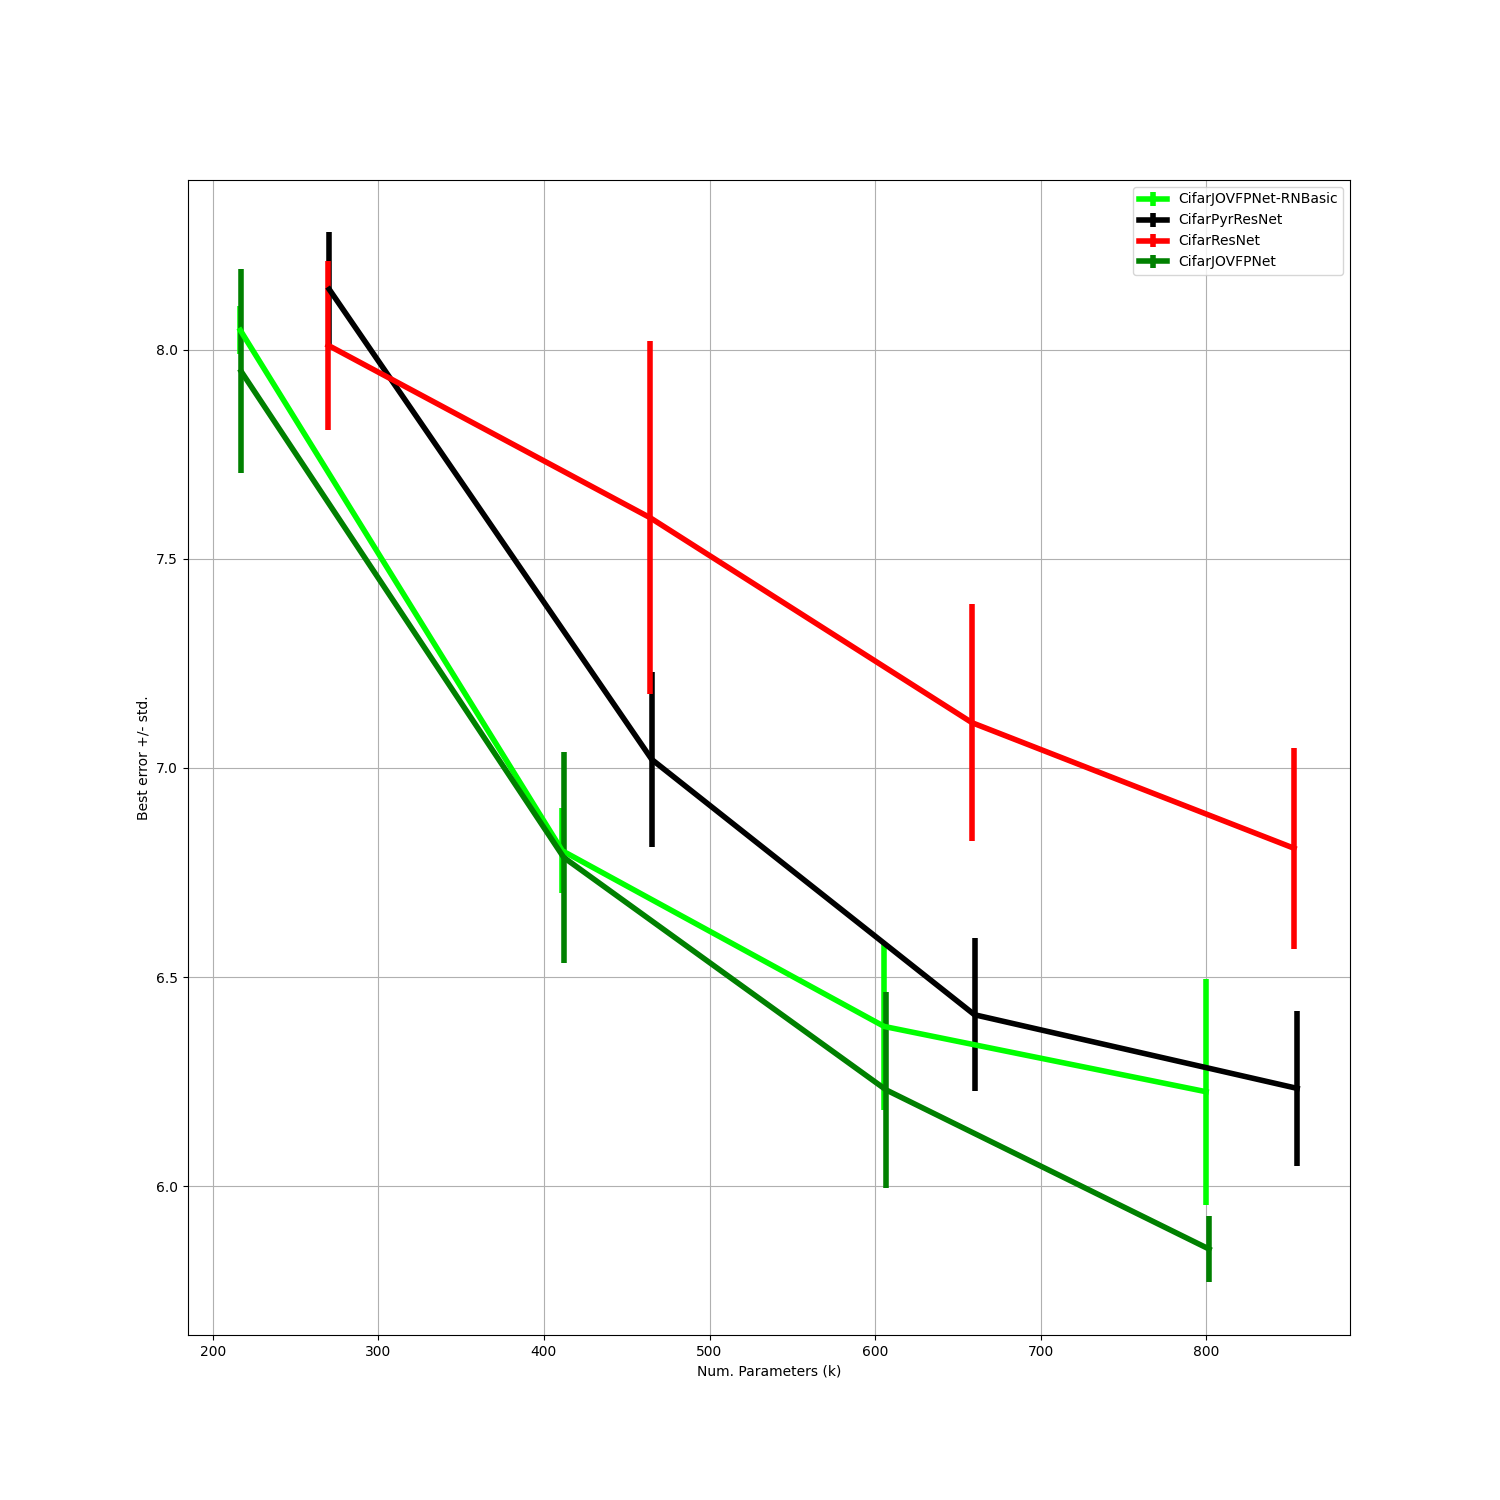 CifarJOVFPNet-RNBasic
CifarPyrResNet
CifarResNet
CifarJOVFPNet
8.0
7.5
7.0
6.5
6.0
Best error +/- std.
200 300 400 500 600 700 800
Num. Parameters (k)